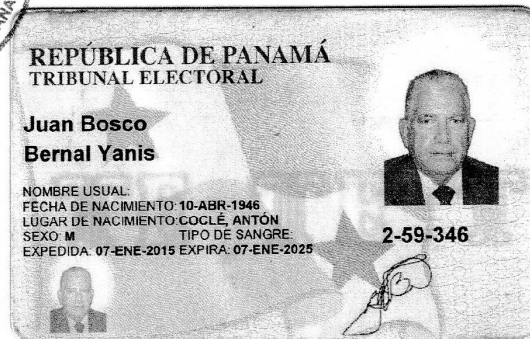 REPÚBLICA DE PANAMÁ
TRIBUNAL ELECTORAL
Juan Bosco
Bernal Yanis
NOMBRE USUAL:
FECHA DE NACIMIENTO: 10-ABR-1946
LUGAR DE NACIMIENTO: COCLÉ, ANTÓN
SEXO: M TIPO DE SANGRE:
EXPEDIDA: 07-ENE-2015 EXPIRA: 07-ENE-2025
2-59-346